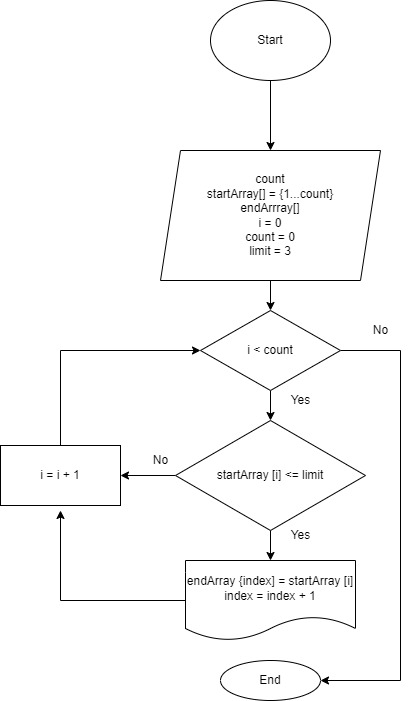 Start
count
startArray[] = {1...count}
endArrray[]
i = 0
count = 0
limit = 3
No
i < count
Yes
No
startArray [i] <= limit
i = i + 1
Yes
endArray {index] = startArray [i]
index = index + 1
End